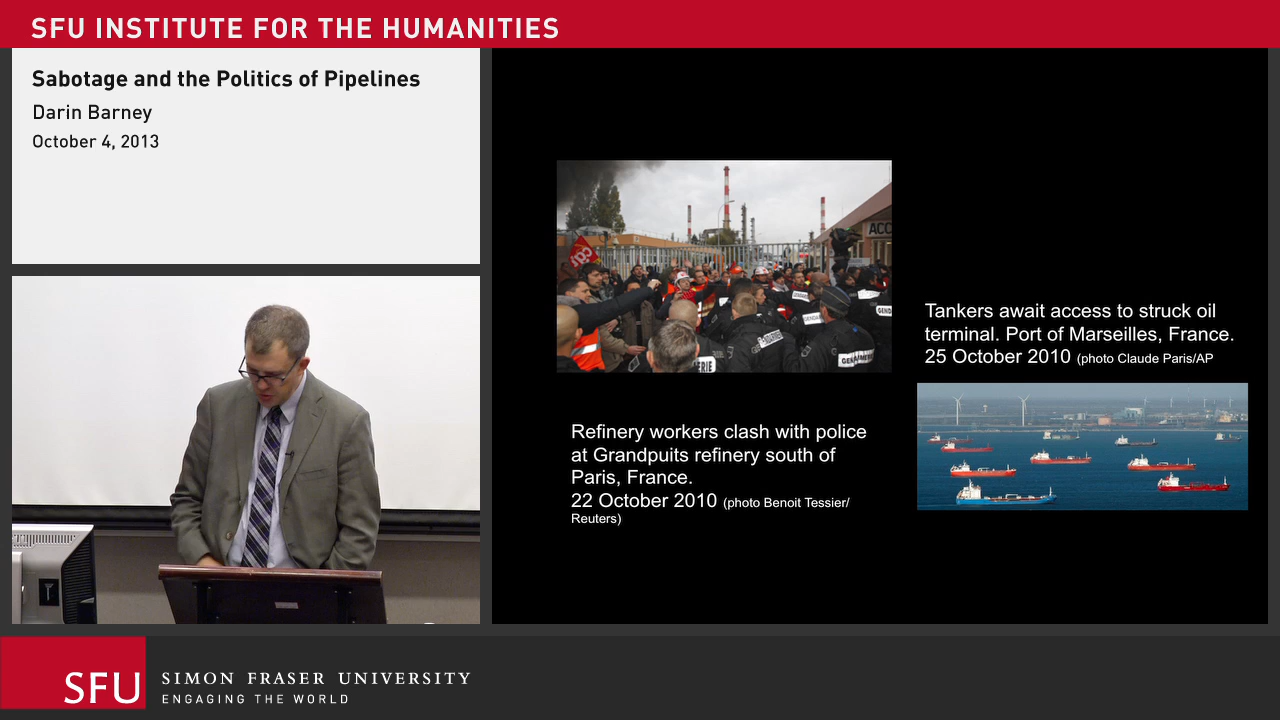 SFU INSTITUTE FOR THE HUMANITIES
Sabotage and the Politics of Pipelines
Darin Barney
October 4, 2013
cgt
ACC
GENDARMERIE
Refinery workers clash with police
at Grandpuits refinery south of
Paris, France.
22 October 2010 (photo Benoit Tessier/
Reuters)
Tankers await access to struck oil
terminal. Port of Marseilles, France.
25 October 2010 (photo Claude Paris/AP
SFU
SIMON FRASER UNIVERSITY
ENGAGING THE WORLD